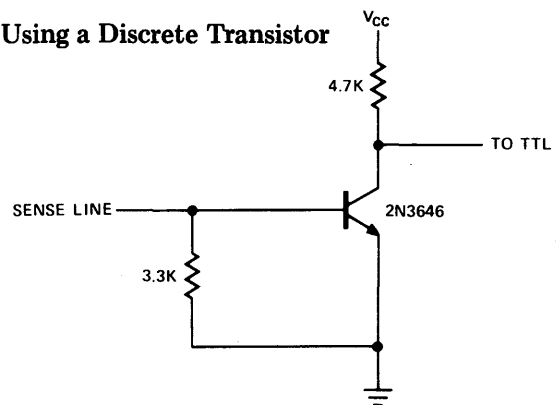 Using a Discrete Transistor
VCC
4.7K
TO TTL
SENSE LINE
2N3646
3.3K